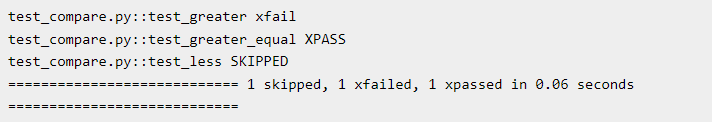 test_compare.py::test_greater xfail
test_compare.py::test_greater_equal XPASS
test_compare.py::test_less SKIPPED
============================ 1 skipped, 1 xfailed, 1 xpassed in 0.06 seconds
============================